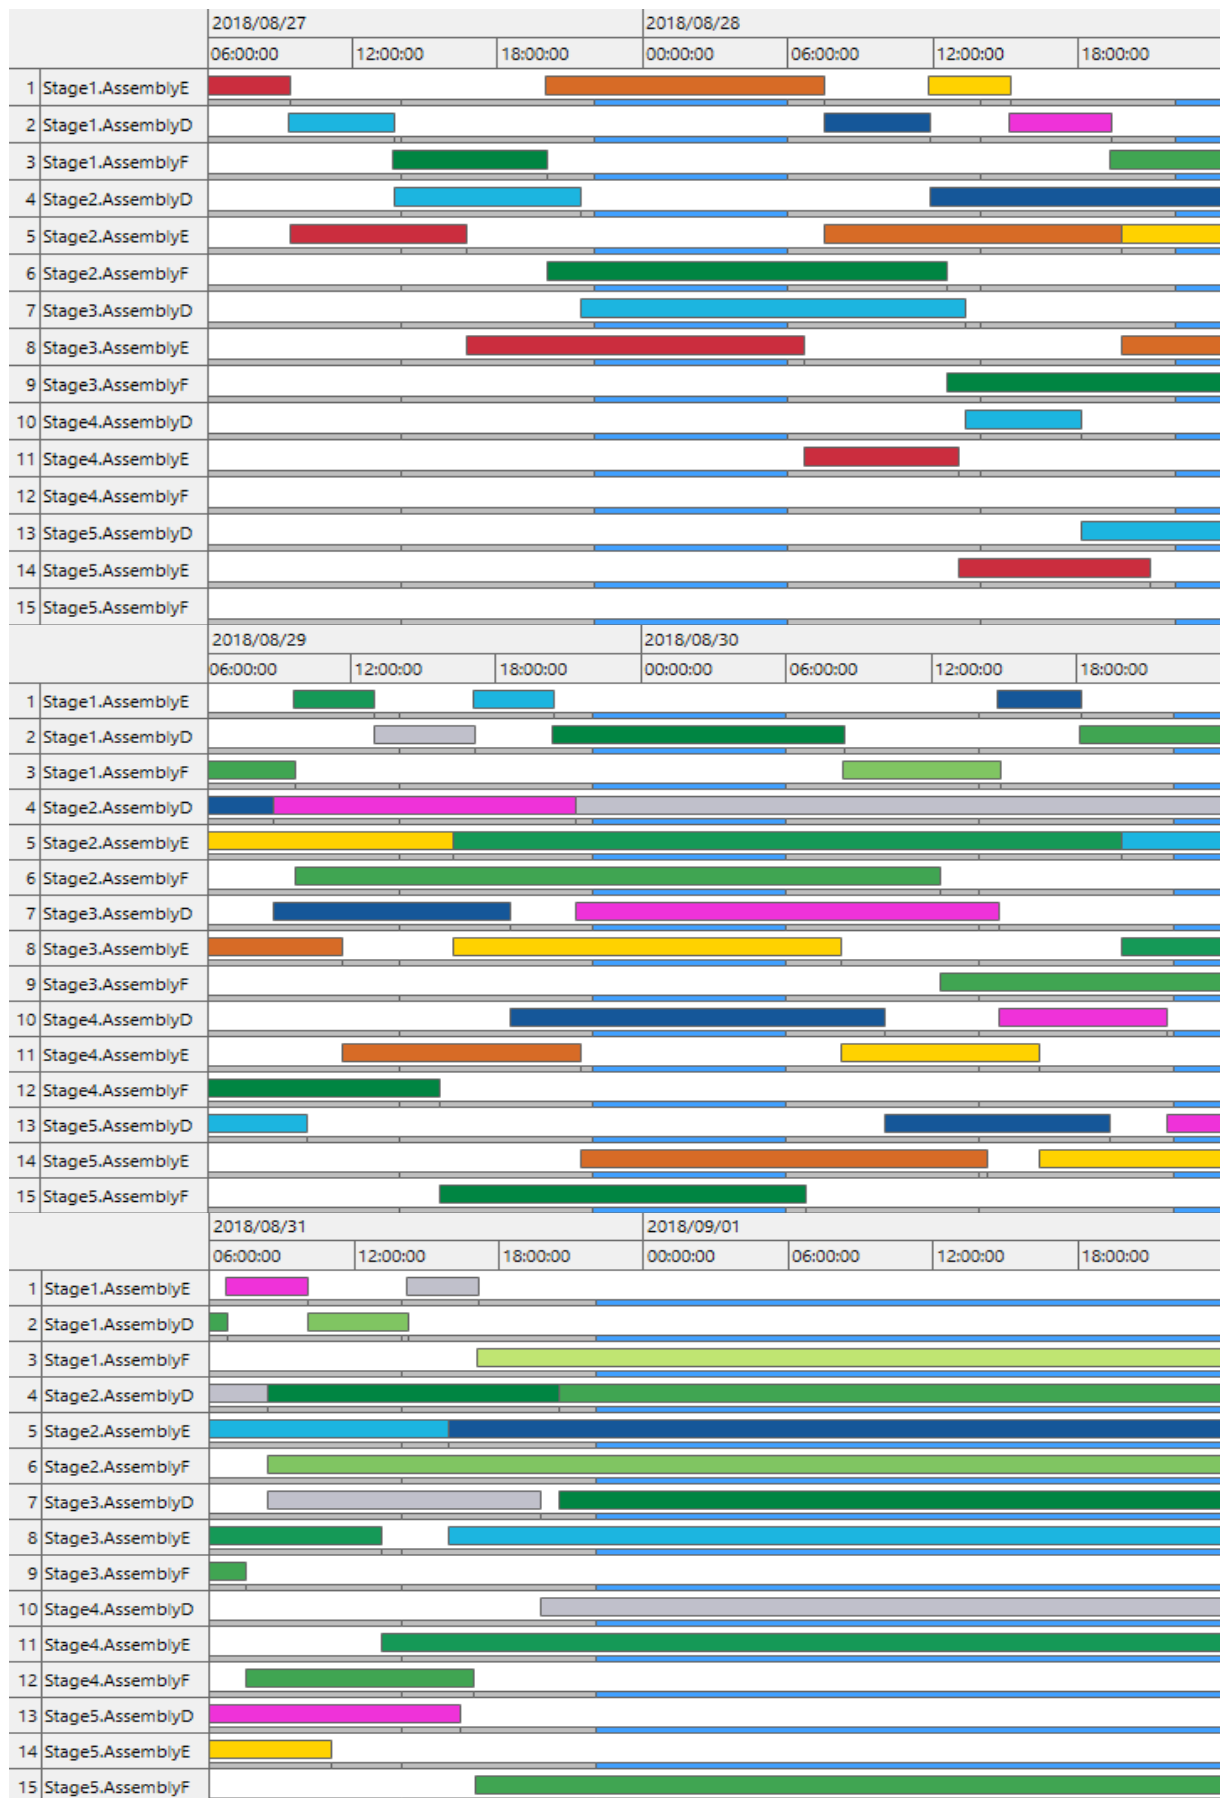 2018/08/27 2018/08/28
06:00:00 12:00:00 18:00:00 00:00:00 06:00:00 12:00:00 18:00:00
1 Stage1.AssemblyE
2 Stage1.AssemblyD
3 Stage1.AssemblyF
4 Stage2.AssemblyD
5 Stage2.AssemblyE
6 Stage2.AssemblyF
7 Stage3.AssemblyD
8 Stage3.AssemblyE
9 Stage3.AssemblyF
10 Stage4.AssemblyD
11 Stage4.AssemblyE
12 Stage4.AssemblyF
13 Stage5.AssemblyD
14 Stage5.AssemblyE
15 Stage5.AssemblyF
2018/08/29 2018/08/30
06:00:00 12:00:00 18:00:00 00:00:00 06:00:00 12:00:00 18:00:00
1 Stage1.AssemblyE
2 Stage1.AssemblyD
3 Stage1.AssemblyF
4 Stage2.AssemblyD
5 Stage2.AssemblyE
6 Stage2.AssemblyF
7 Stage3.AssemblyD
8 Stage3.AssemblyE
9 Stage3.AssemblyF
10 Stage4.AssemblyD
11 Stage4.AssemblyE
12 Stage4.AssemblyF
13 Stage5.AssemblyD
14 Stage5.AssemblyE
15 Stage5.AssemblyF
2018/08/31 2018/09/01
06:00:00 12:00:00 18:00:00 00:00:00 06:00:00 12:00:00 18:00:00
1 Stage1.AssemblyE
2 Stage1.AssemblyD
3 Stage1.AssemblyF
4 Stage2.AssemblyD
5 Stage2.AssemblyE
6 Stage2.AssemblyF
7 Stage3.AssemblyD
8 Stage3.AssemblyE
9 Stage3.AssemblyF
10 Stage4.AssemblyD
11 Stage4.AssemblyE
12 Stage4.AssemblyF
13 Stage5.AssemblyD
14 Stage5.AssemblyE
15 Stage5.AssemblyF